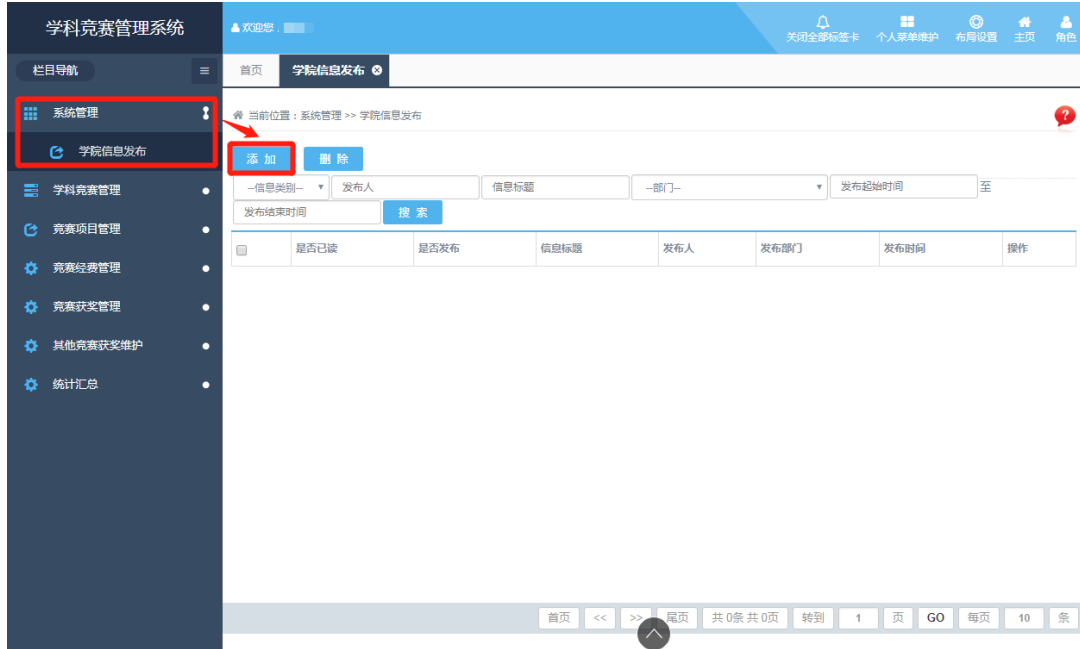 学科竞赛管理系统
欢迎您，
关闭全部标签卡 个人菜单维护 布局设置 主页 角色
栏目导航
首页 学院信息发布
系统管理
学院信息发布
学科竞赛管理
竞赛项目管理
竞赛经费管理
竞赛获奖管理
其他竞赛获奖维护
统计汇总
当前位置：系统管理 >> 学院信息发布
?
添加 删除
--信息类别-- 发布人 信息标题 --部门-- 发布起始时间 至
发布结束时间 搜索
是否已读 是否发布 信息标题 发布人 发布部门 发布时间 操作
首页 << >> 尾页 共 0条 共 0页 转到 1 页 GO 每页 10 条